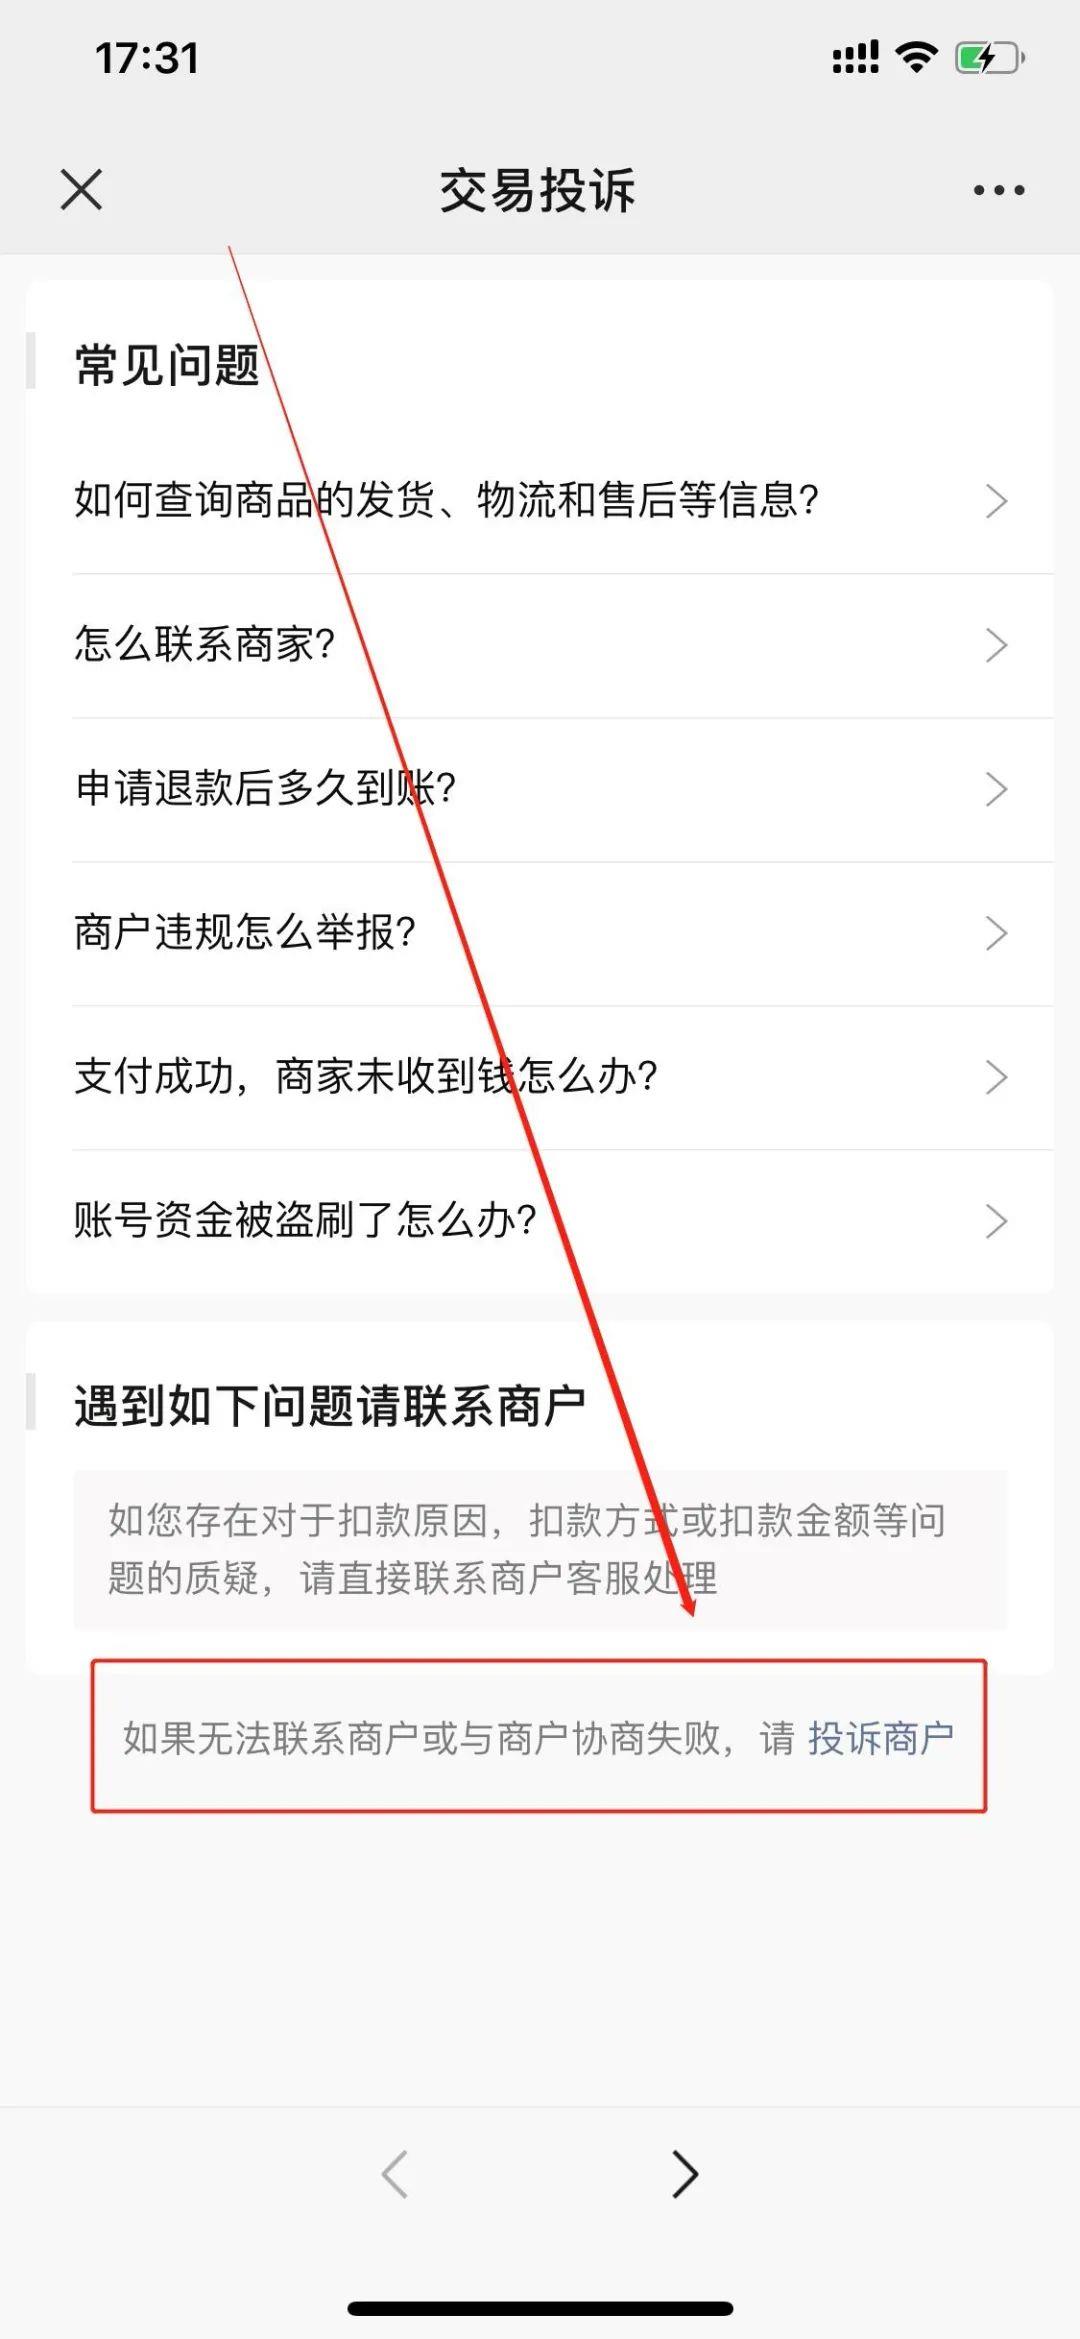 17:31
交易投诉
常见问题
如何查询商品的发货、物流和售后等信息?
怎么联系商家?
申请退款后多久到账?
商户违规怎么举报?
支付成功，商家未收到钱怎么办?
账号资金被盗刷了怎么办?
遇到如下问题请联系商户
如您存在对于扣款原因，扣款方式或扣款金额等问
题的质疑，请直接联系商户客服处理
如果无法联系商户或与商户协商失败，请 投诉商户